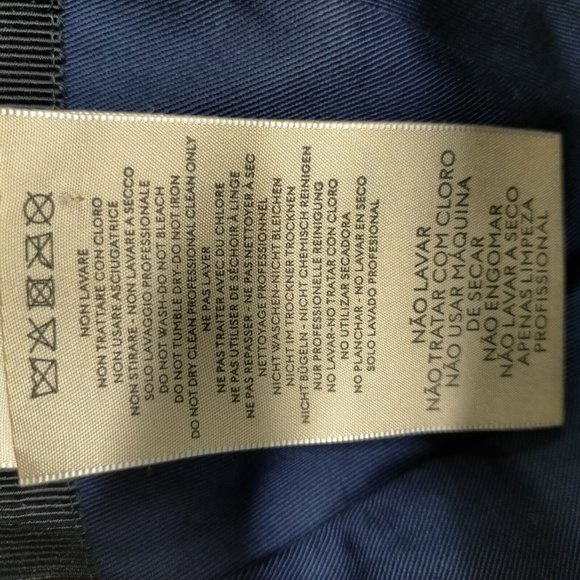 NON LAVARE
NON TRATTARE CON CLORO
NON USARE ASCIUGATRICE
NON STIRARE - NON LAVARE A SECCO
SOLO LAVAGGIO PROFESSIONALE
DO NOT WASH-DO NOT BLEACH
DO NOT TUMBLE DRY-DO NOT IRON
DO NOT DRY CLEAN PROFESSIONAL CLEAN ONLY
NE PAS LAVER
NE PAS TRAITER AVEC DU CHLORE
NE PAS UTILISER DE SÉCHOIR À LINGE
NE PAS REPASSER - NE PAS NETTOYER À SEC
NETTOYAGE PROFESSIONNEL
NICHT WASCHEN-NICHT BLEICHEN
NICHT IM TROCKNER TROCKNEN
NICHT BÜGELN - NICHT CHEMISCH REINIGEN
NUR PROFESSIONELLE REINIGUNG
NO LAVAR-NO TRATAR CON CLORO
NO UTILIZAR SECADORA
NO PLANCHAR - NO LAVAR EN SECO
SOLO LAVADO PROFESIONAL
NÃO LAVAR
NÃO TRATAR COM CLORO
NÃO USAR MÁQUINA
DE SECAR
NÃO ENGOMAR
NÃO LAVAR A SECO
APENAS LIMPEZA
PROFISSIONAL